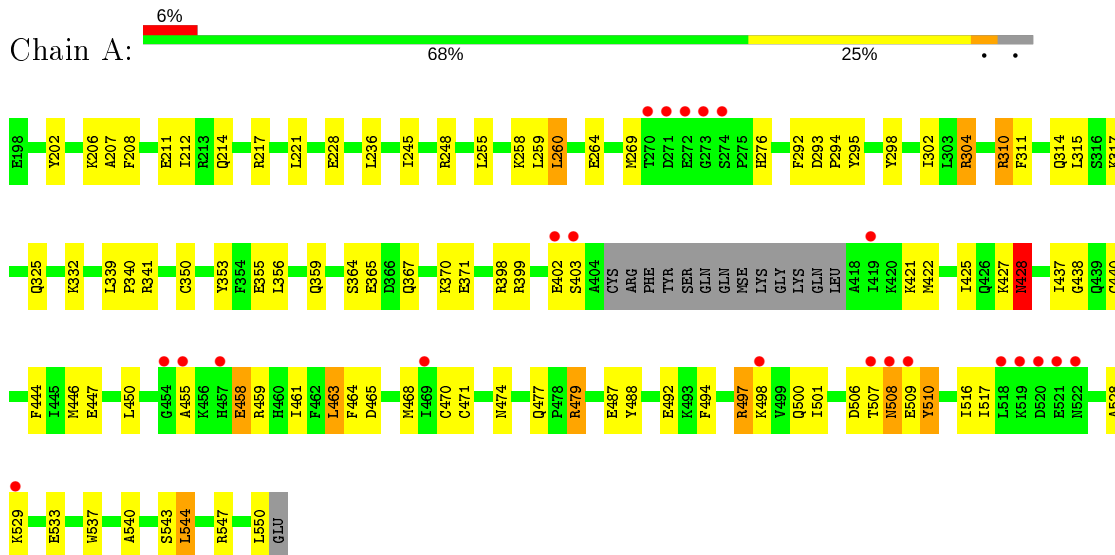 6%
Chain A:
68%
25%
•
•
E198
Y202
K206
A207
F208
E211
I212
R213
Q214
R217
L221
E228
L236
I245
R248
L255
K258
L259
L260
E264
M269
T270
D271
E272
G273
S274
P275
H276
F292
D293
P294
Y295
Y298
I302
L303
R304
R310
F311
Q314
L315
S316
K317
Q325
K332
L339
P340
R341
C350
Y353
F354
E355
L356
Q359
S364
E365
D366
Q367
K370
E371
R398
R399
E402
S403
A404
CYS
ARG
PHE
TYR
SER
GLN
GLN
MSE
LYS
GLY
LYS
GLN
LEU
A418
I419
K420
K421
M422
I425
Q426
K427
N428
I437
G438
Q439
C440
F444
I445
M446
E447
L450
G454
A455
K456
H457
E458
R459
H460
I461
F462
L463
F464
D465
M468
I469
C470
C471
N474
Q477
P478
R479
E487
Y488
E492
K493
F494
R497
K498
V499
Q500
I501
D506
T507
N508
E509
Y510
I516
I517
L518
K519
D520
E521
N522
K529
E533
W537
A540
S543
L544
R547
L550
GLU